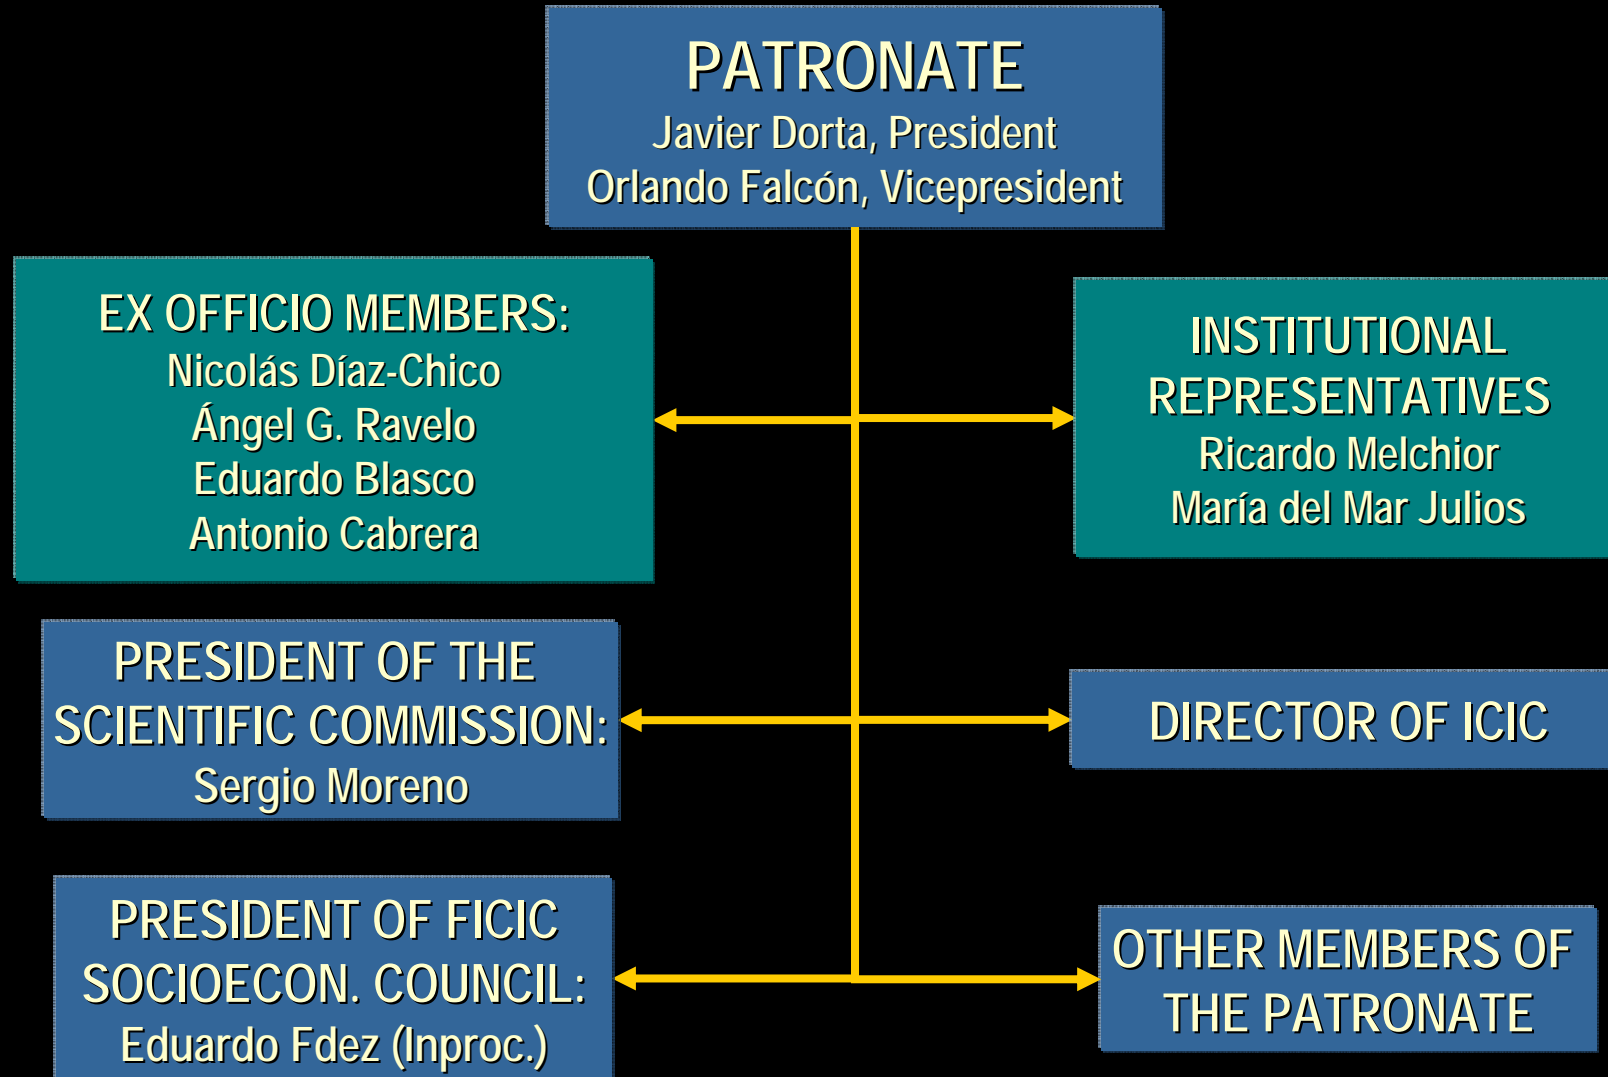 PATRONATE
Javier Dorta, President
Orlando Falcón, Vicepresident
EX OFFICIO MEMBERS:
Nicolás Díaz-Chico
Ángel G. Ravelo
Eduardo Blasco
Antonio Cabrera
INSTITUTIONAL
REPRESENTATIVES
Ricardo Melchior
María del Mar Julios
PRESIDENT OF THE
SCIENTIFIC COMMISSION:
Sergio Moreno
DIRECTOR OF ICIC
PRESIDENT OF FICIC
SOCIOECON. COUNCIL:
Eduardo Fdez (Inproc.)
OTHER MEMBERS OF
THE PATRONATE